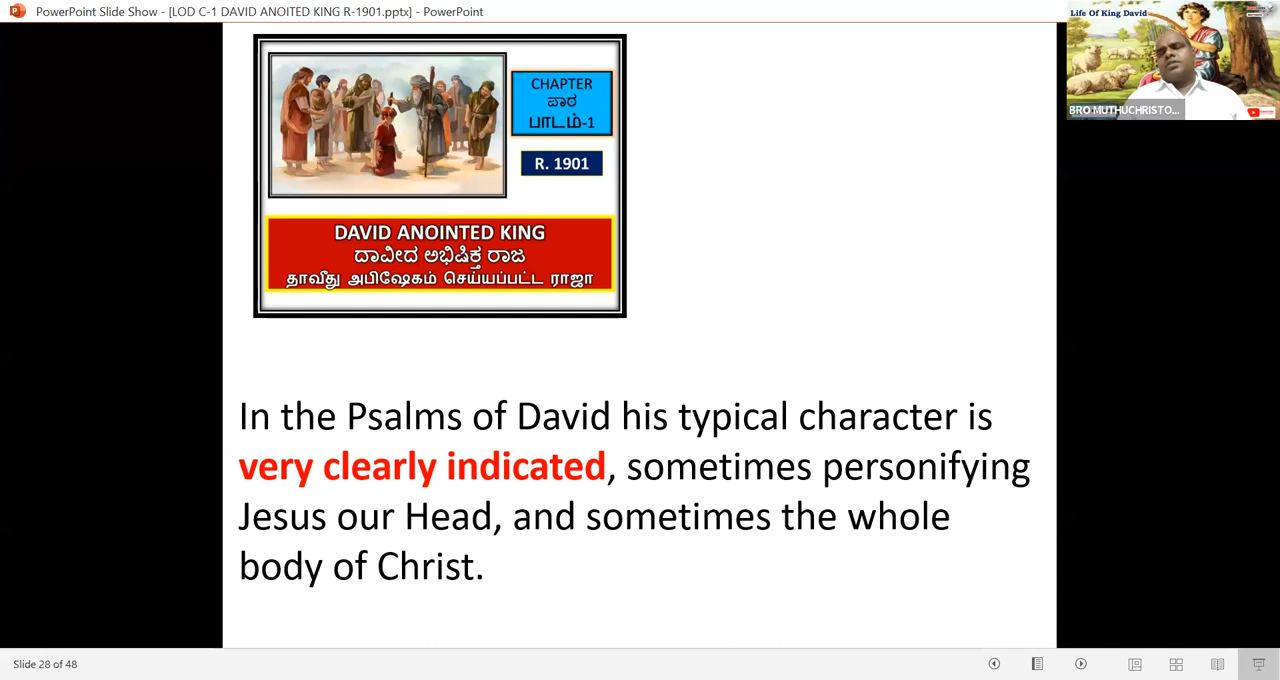 PowerPoint Slide Show - [LOD C-1 DAVID ANOITED KING R-1901.pptx] - PowerPoint
Life Of King David
BRO MUTHUCHRISTO...
CHAPTER
ಪಾಠ
பாடம்-1
R. 1901
DAVID ANOINTED KING
ದಾವೀದ ಅಭಿಷಿಕ್ತ ರಾಜ
தாவீது அபிஷேகம் செய்யப்பட்ட ராஜா
In the Psalms of David his typical character is
very clearly indicated, sometimes personifying
Jesus our Head, and sometimes the whole
body of Christ.
Slide 28 of 48